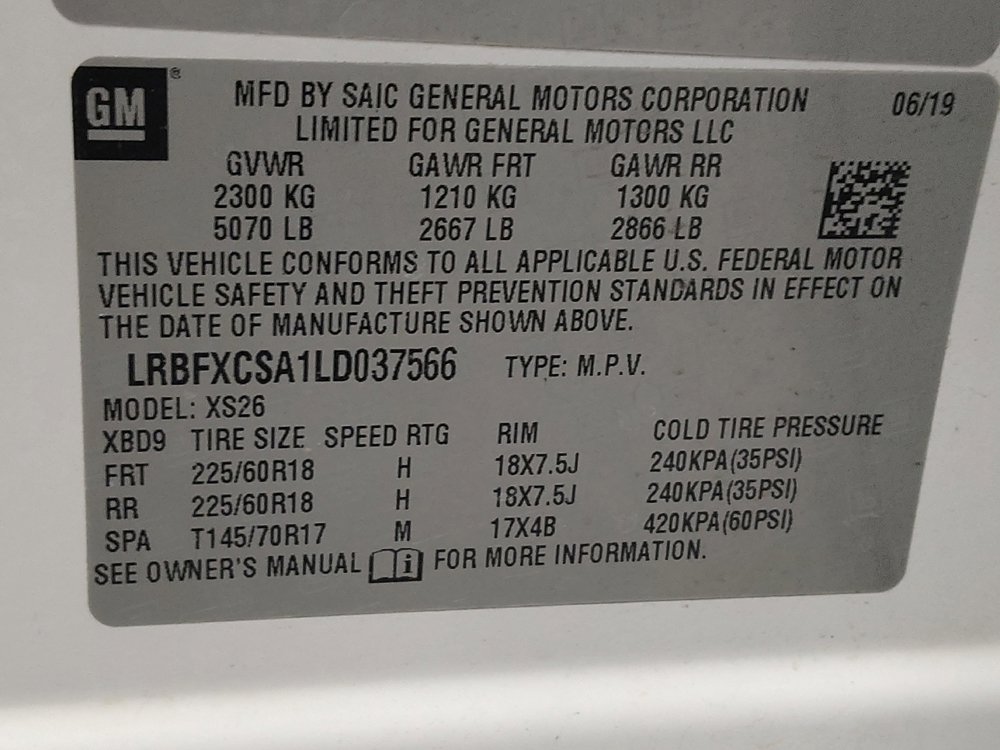 GM ®
MFD BY SAIC GENERAL MOTORS CORPORATION 06/19
LIMITED FOR GENERAL MOTORS LLC
GVWR GAWR FRT GAWR RR
2300 KG 1210 KG 1300 KG
5070 LB 2667 LB 2866 LB
THIS VEHICLE CONFORMS TO ALL APPLICABLE U.S. FEDERAL MOTOR
VEHICLE SAFETY AND THEFT PREVENTION STANDARDS IN EFFECT ON
THE DATE OF MANUFACTURE SHOWN ABOVE.
LRBFXCSA1LD037566 TYPE: M.P.V.
MODEL: XS26
XBD9 TIRE SIZE SPEED RTG RIM COLD TIRE PRESSURE
FRT 225/60R18 H 18X7.5J 240KPA(35PSI)
RR 225/60R18 H 18X7.5J 240KPA(35PSI)
SPA T145/70R17 M 17X4B 420KPA(60PSI)
SEE OWNER'S MANUAL i FOR MORE INFORMATION.